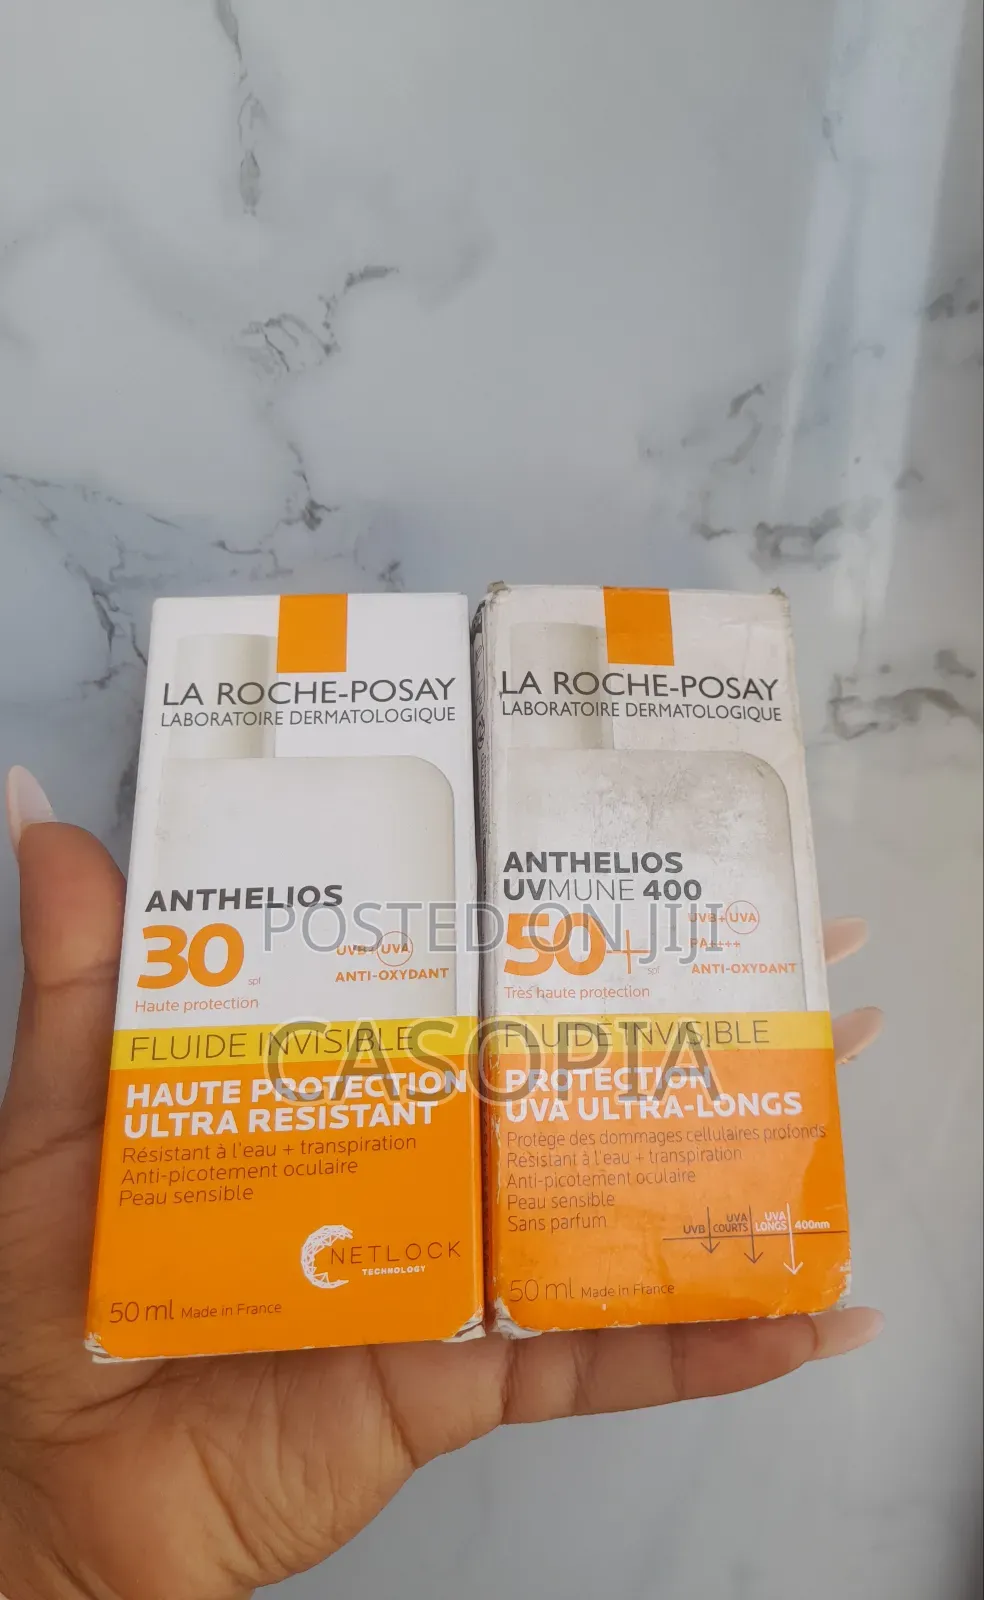 LA ROCHE-POSAY
LABORATOIRE DERMATOLOGIQUE
ANTHELIOS
30
spf
UVB+UVA
ANTI-OXYDANT
Haute protection
FLUIDE INVISIBLE
HAUTE PROTECTION
ULTRA RESISTANT
Résistant à l'eau + transpiration
Anti-picotement oculaire
Peau sensible
NETLOCK
TECHNOLOGY
50 ml Made in France
LA ROCHE-POSAY
LABORATOIRE DERMATOLOGIQUE
ANTHELIOS
UVMUNE 400
50+
spf
UVB+UVA
PA++++
ANTI-OXYDANT
Très haute protection
FLUIDE INVISIBLE
PROTECTION
UVA ULTRA-LONGS
Protège des dommages cellulaires profonds
Résistant à l'eau + transpiration
Anti-picotement oculaire
Peau sensible
Sans parfum
UVB
UVA COURTS
UVA LONGS
400nm
50 ml Made in France
POSTED ON JIJI
CASOPIA